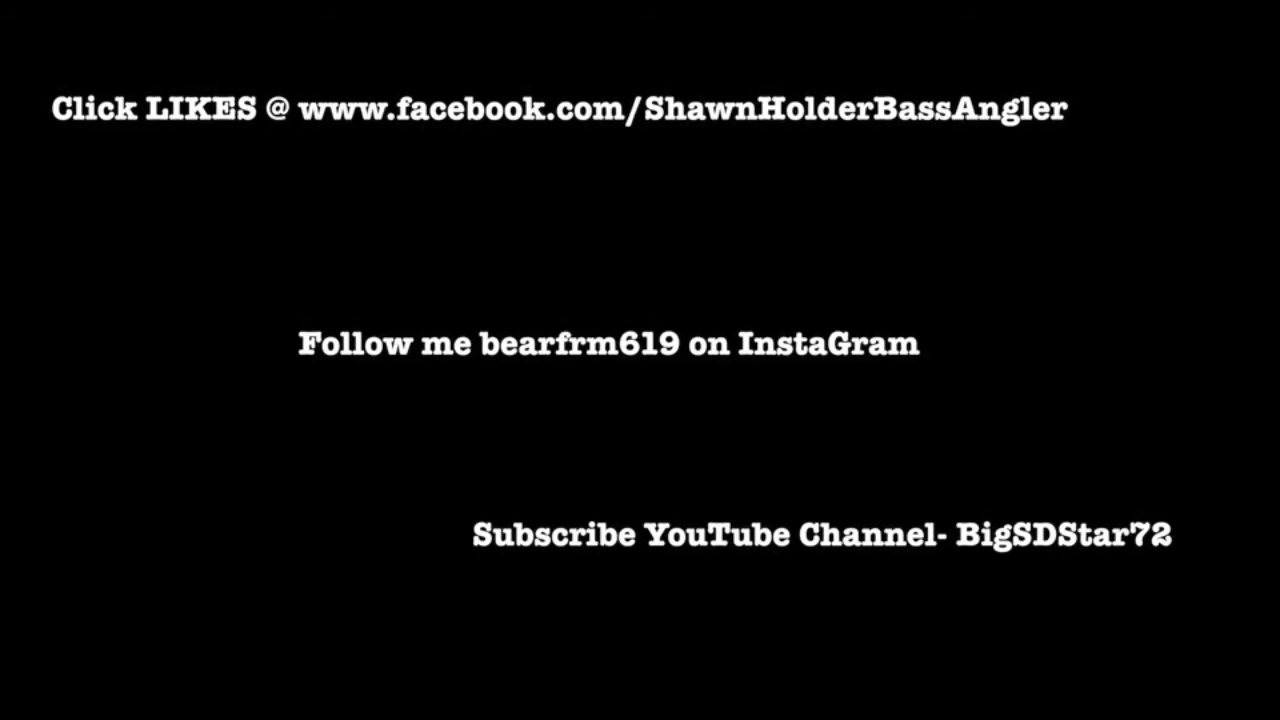 Click LIKES @ www.facebook.com/ShawnHolderBassAngler
Follow me bearfrm619 on InstaGram
Subscribe YouTube Channel- BigSDStar72